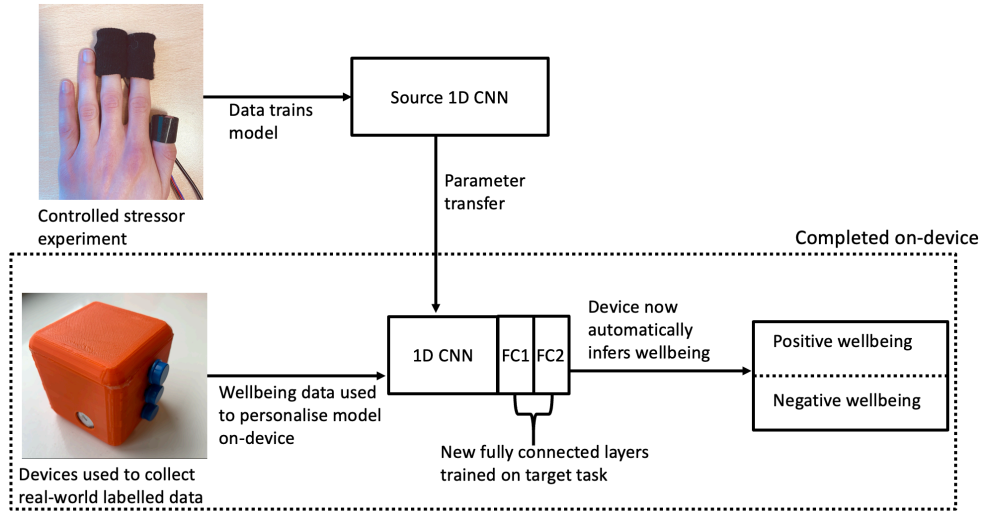 Data trains
model
Source 1D CNN
Controlled stressor
experiment
Parameter
transfer
Completed on-device
Device now
automatically
infers wellbeing
1D CNN
FC1
FC2
Positive wellbeing
Negative wellbeing
Wellbeing data used
to personalise model
on-device
New fully connected layers
trained on target task
Devices used to collect
real-world labelled data